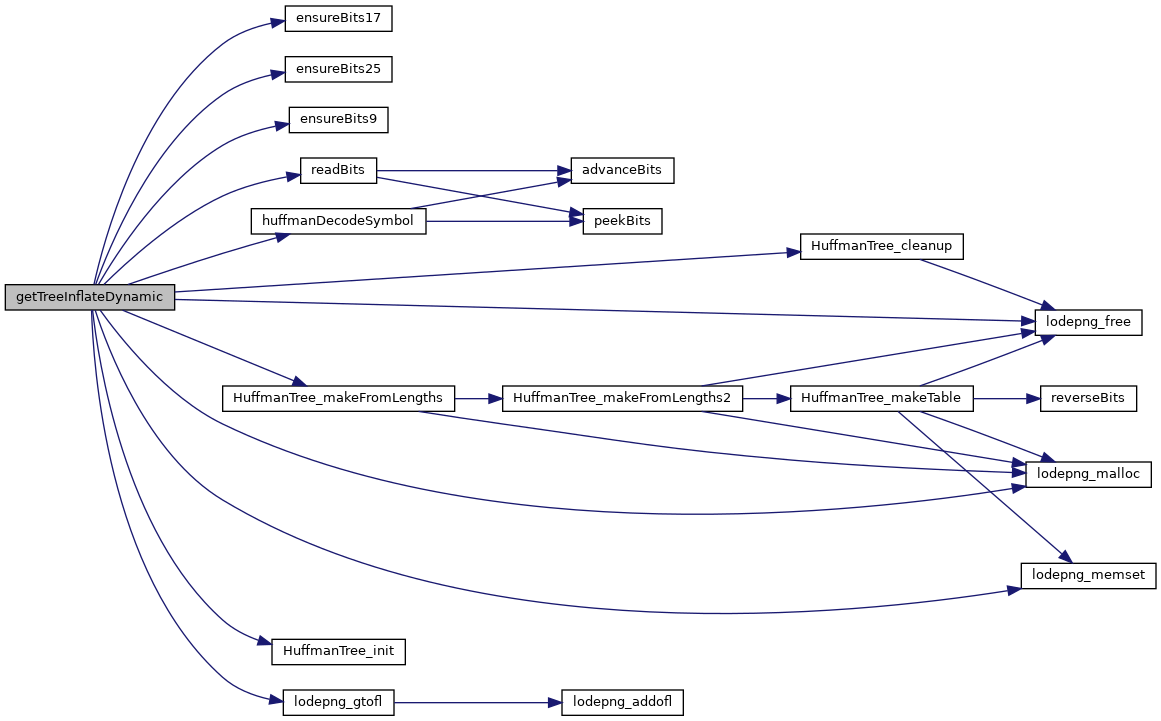 ensureBits17
ensureBits25
ensureBits9
readBits
advanceBits
huffmanDecodeSymbol
peekBits
HuffmanTree_cleanup
getTreeInflateDynamic
lodepng_free
HuffmanTree_makeFromLengths
HuffmanTree_makeFromLengths2
HuffmanTree_makeTable
reverseBits
lodepng_malloc
lodepng_memset
HuffmanTree_init
lodepng_gtofl
lodepng_addofl